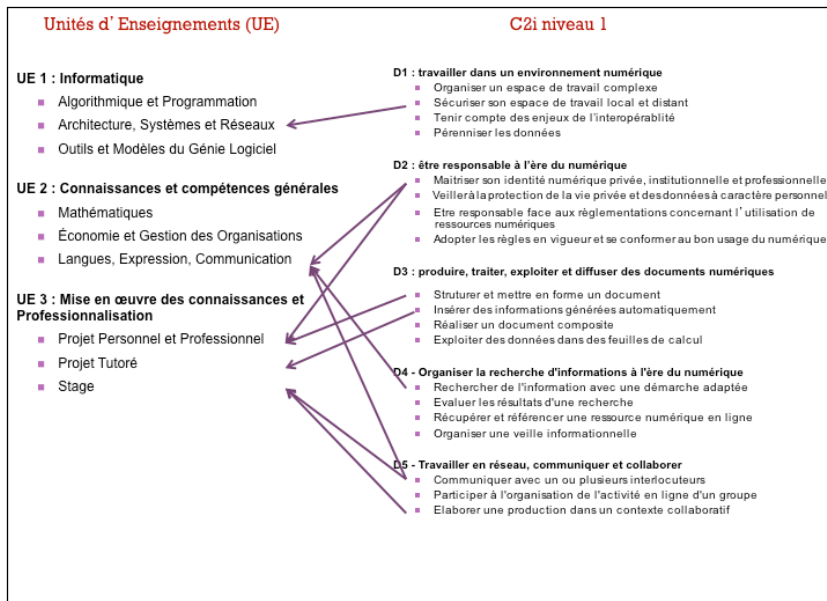 Unités d'Enseignements (UE)
UE 1 : Informatique
Algorithmique et Programmation
Architecture, Systèmes et Réseaux
Outils et Modèles du Génie Logiciel
UE 2 : Connaissances et compétences générales
Mathématiques
Économie et Gestion des Organisations
Langues, Expression, Communication
UE 3 : Mise en œuvre des connaissances et
Professionnalisation
Projet Personnel et Professionnel
Projet Tutoré
Stage
C2i niveau 1
D1 : travailler dans un environnement numérique
Organiser un espace de travail complexe
Sécuriser son espace de travail local et distant
Tenir compte des enjeux de l'interopérablité
Pérenniser les données
D2 : être responsable à l'ère du numérique
Maitriser son identité numérique privée, institutionnelle et professionnelle
Veiller à la protection de la vie privée et des données à caractère personnel
Etre responsable face aux règlementations concernant l'utilisation de
ressources numériques
Adopter les règles en vigueur et se conformer au bon usage du numérique
D3 : produire, traiter, exploiter et diffuser des documents numériques
Struturer et mettre en forme un document
Insérer des informations générées automatiquement
Réaliser un document composite
Exploiter des données dans des feuilles de calcul
D4 - Organiser la recherche d'informations à l'ère du numérique
Rechercher de l'information avec une démarche adaptée
Evaluer les résultats d'une recherche
Récupérer et référencer une ressource numérique en ligne
Organiser une veille informationnelle
D5 - Travailler en réseau, communiquer et collaborer
Communiquer avec un ou plusieurs interlocuteurs
Participer à l'organisation de l'activité en ligne d'un groupe
Elaborer une production dans un contexte collaboratif